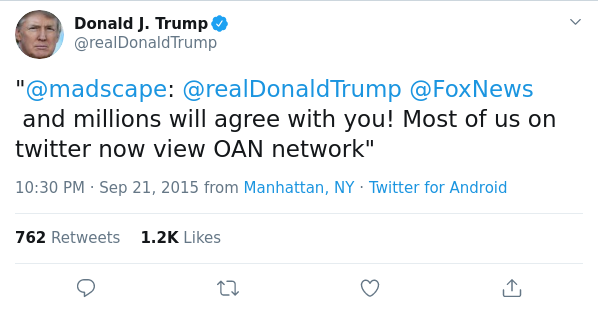 Donald J. Trump
@realDonaldTrump
"@madscape: @realDonaldTrump @FoxNews
and millions will agree with you! Most of us on
twitter now view OAN network"
10:30 PM · Sep 21, 2015 from Manhattan, NY · Twitter for Android
762 Retweets 1.2K Likes